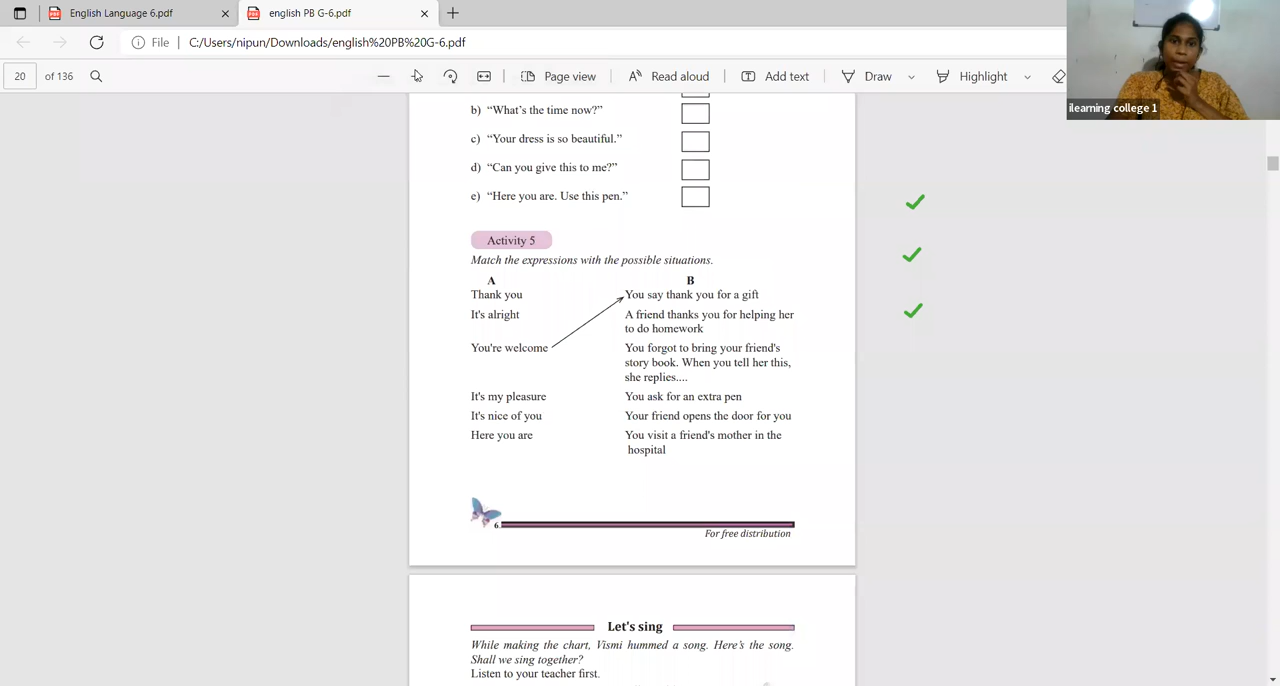 English Language 6.pdf
english PB G-6.pdf
File
C:/Users/nipun/Downloads/english%20PB%20G-6.pdf
20 of 136
Page view
Read aloud
Add text
Draw
Highlight
ilearning college 1
b) “What’s the time now?”
c) “Your dress is so beautiful.”
d) “Can you give this to me?”
e) “Here you are. Use this pen.”
Activity 5
Match the expressions with the possible situations.
A B
Thank you You say thank you for a gift
It's alright A friend thanks you for helping her
to do homework
You're welcome You forgot to bring your friend's
story book. When you tell her this,
she replies....
It's my pleasure You ask for an extra pen
It's nice of you Your friend opens the door for you
Here you are You visit a friend's mother in the
hospital
6
For free distribution
Let's sing
While making the chart, Vismi hummed a song. Here’s the song.
Shall we sing together?
Listen to your teacher first.